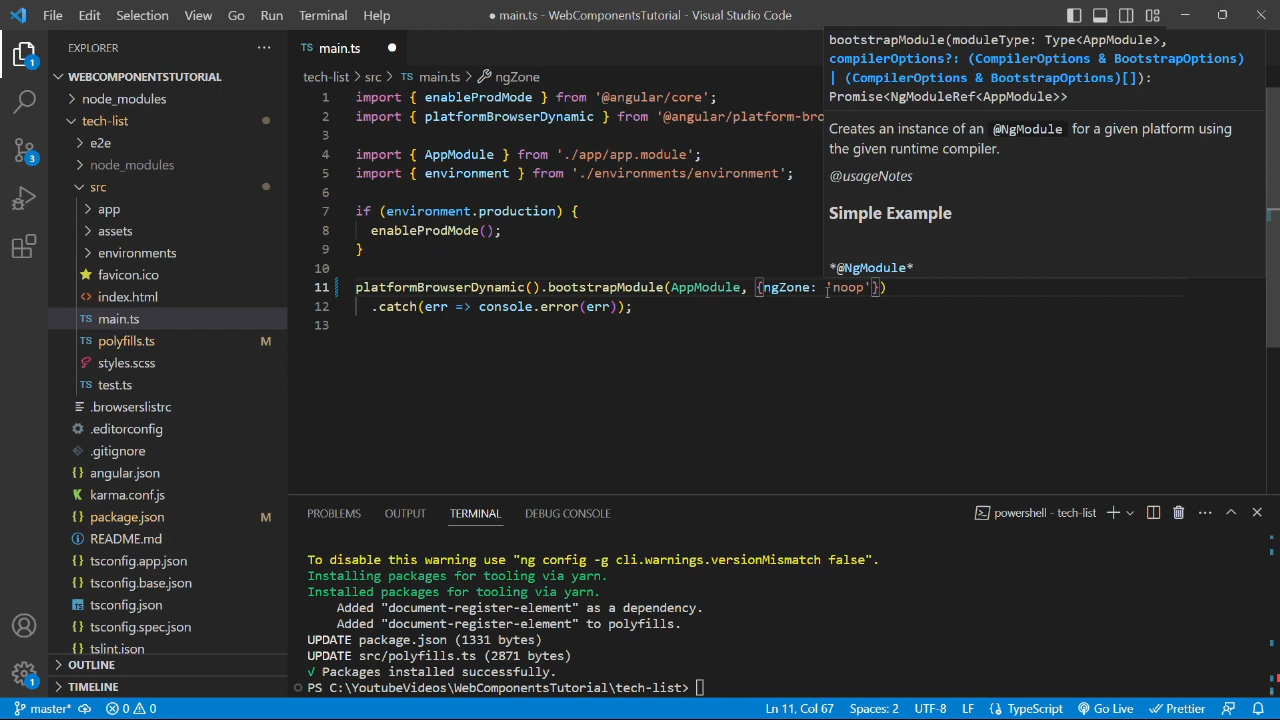 File Edit Selection View Go Run Terminal Help
● main.ts - WebComponentsTutorial - Visual Studio Code
EXPLORER
WEBCOMPONENTSTUTORIAL
node_modules
tech-list
e2e
node_modules
src
app
assets
environments
favicon.ico
index.html
TS main.ts
TS polyfills.ts M
styles.scss
TS test.ts
.browserslistrc
.editorconfig
.gitignore
{} angular.json
karma.conf.js
{} package.json M
README.md
{} tsconfig.app.json
{} tsconfig.base.json
TS tsconfig.json
{} tsconfig.spec.json
{} tslint.json
OUTLINE
TIMELINE
1
3
1
TS main.ts ●
tech-list > src > TS main.ts > ngZone
1 import { enableProdMode } from '@angular/core';
2 import { platformBrowserDynamic } from '@angular/platform-bro
3
4 import { AppModule } from './app/app.module';
5 import { environment } from './environments/environment';
6
7 if (environment.production) {
8 enableProdMode();
9 }
10
11 platformBrowserDynamic().bootstrapModule(AppModule, {ngZone: 'noop'})
12 .catch(err => console.error(err));
13
bootstrapModule(moduleType: Type<AppModule>,
compilerOptions?: (CompilerOptions & BootstrapOptions)
| (CompilerOptions & BootstrapOptions)[]):
Promise<NgModuleRef<AppModule>>
Creates an instance of an @NgModule for a given platform using
the given runtime compiler.
@usageNotes
Simple Example
*@NgModule*
PROBLEMS OUTPUT TERMINAL DEBUG CONSOLE
powershell - tech-list
To disable this warning use "ng config -g cli.warnings.versionMismatch false".
Installing packages for tooling via yarn.
Installed packages for tooling via yarn.
Added "document-register-element" as a dependency.
Added "document-register-element" to polyfills.
UPDATE package.json (1331 bytes)
UPDATE src/polyfills.ts (2871 bytes)
√ Packages installed successfully.
PS C:\YoutubeVideos\WebComponentsTutorial\tech-list>
master* 0 0
Ln 11, Col 67 Spaces: 2 UTF-8 LF {} TypeScript Go Live Prettier